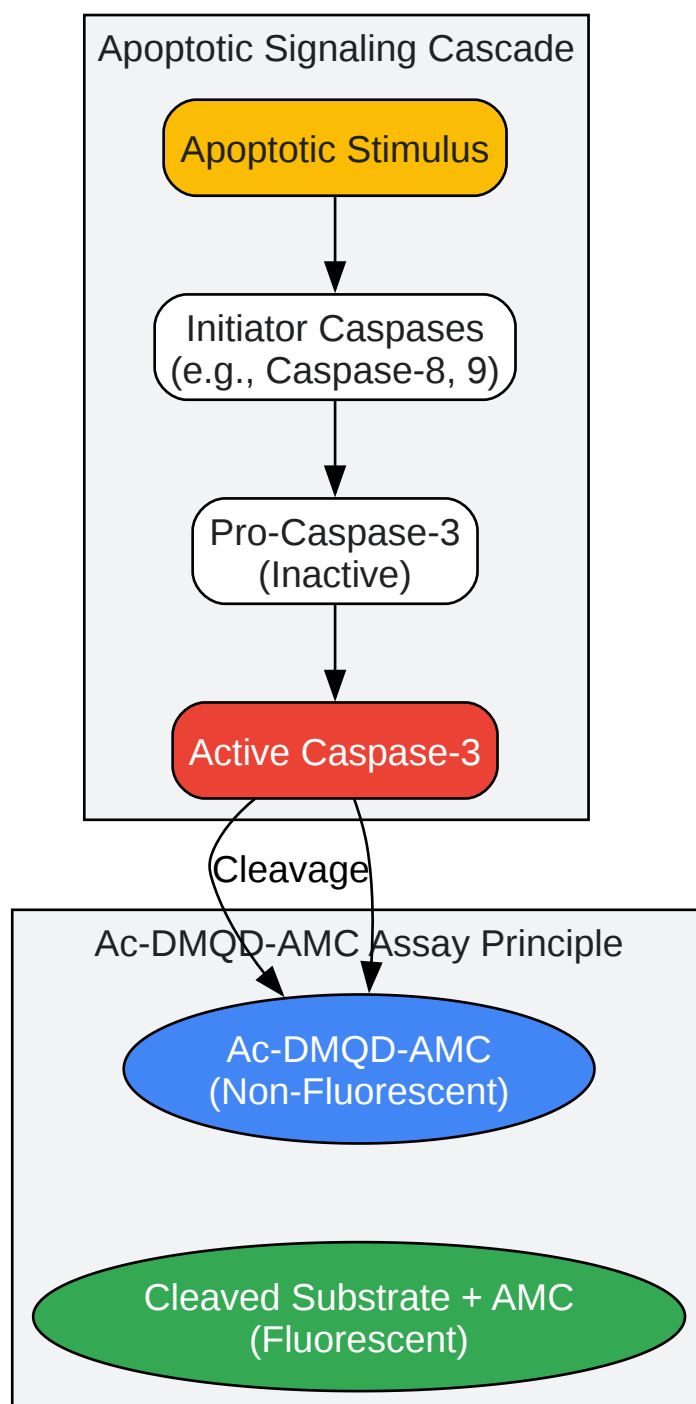 Apoptotic Signaling Cascade
Apoptotic Stimulus
Initiator Caspases
(e.g., Caspase-8, 9)
Pro-Caspase-3
(Inactive)
Active Caspase-3
Cleavage
Ac-DMQD-AMC Assay Principle
Ac-DMQD-AMC
(Non-Fluorescent)
Cleaved Substrate + AMC
(Fluorescent)